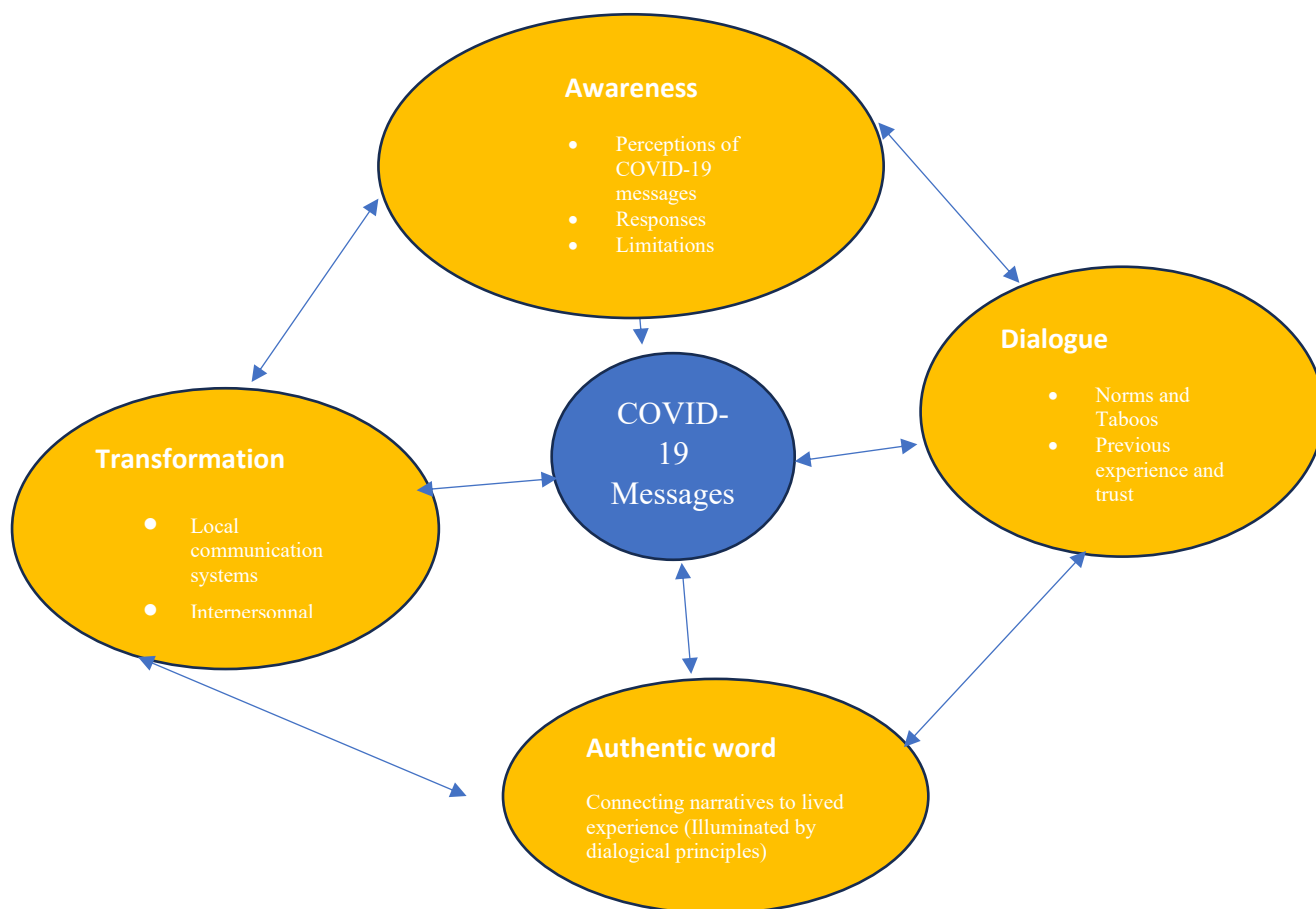 Awareness
• Perceptions of
COVID-19
messages
• Responses
• Limitations
Dialogue
• Norms and
Taboos
• Previous
experience and
trust
COVID-
19
Messages
Transformation
• Local
communication
systems
• Interpersonnal
Authentic word
Connecting narratives to lived
experience (Illuminated by
dialogical principles)